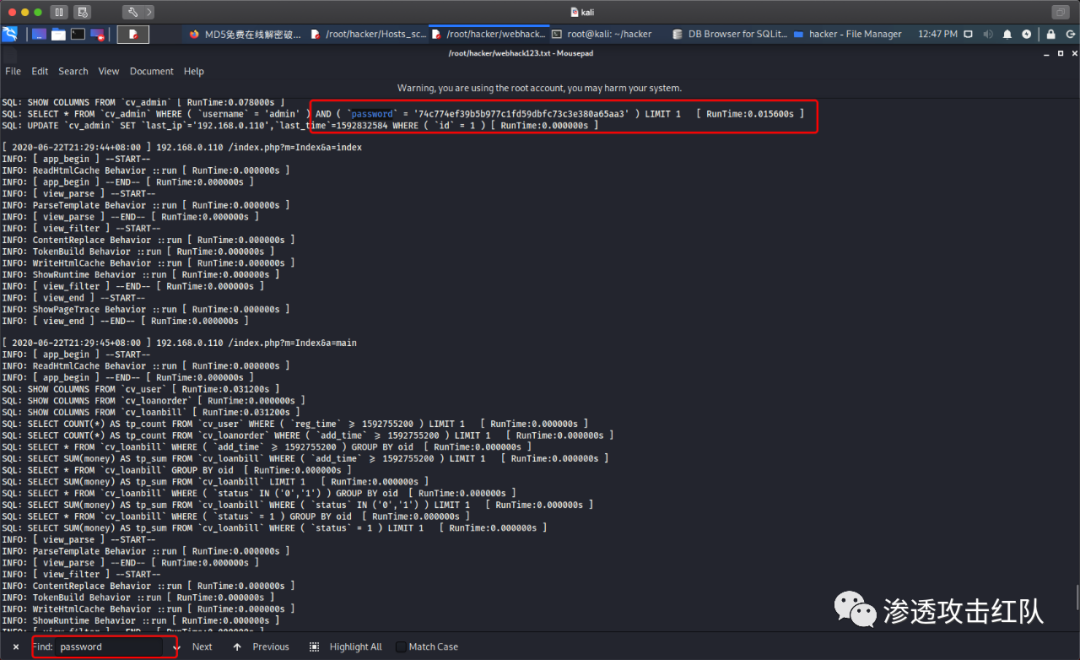 kali
MD5免费在线解密破...
/root/hacker/Hosts_sc...
/root/hacker/webhack...
root@kali: ~/hacker
DB Browser for SQLit...
hacker - File Manager
12:47 PM
/root/hacker/webhack123.txt - Mousepad
File Edit Search View Document Help
Warning, you are using the root account, you may harm your system.
SQL: SHOW COLUMNS FROM `cv_admin` [ RunTime:0.078000s ]
SQL: SELECT * FROM `cv_admin` WHERE ( `username` = 'admin' ) AND ( `password` = '74c774ef39b5b977c1fd59dbfc73c3e380a65aa3' ) LIMIT 1 [ RunTime:0.015600s ]
SQL: UPDATE `cv_admin` SET `last_ip`='192.168.0.110',`last_time`=1592832584 WHERE ( `id` = 1 ) [ RunTime:0.000000s ]
[ 2020-06-22T21:29:44+08:00 ] 192.168.0.110 /index.php?m=Index&a=index
INFO: [ app_begin ] --START--
INFO: ReadHtmlCache Behavior ::run [ RunTime:0.000000s ]
INFO: [ app_begin ] --END-- [ RunTime:0.000000s ]
INFO: [ view_parse ] --START--
INFO: ParseTemplate Behavior ::run [ RunTime:0.000000s ]
INFO: [ view_parse ] --END-- [ RunTime:0.000000s ]
INFO: [ view_filter ] --START--
INFO: ContentReplace Behavior ::run [ RunTime:0.000000s ]
INFO: TokenBuild Behavior ::run [ RunTime:0.000000s ]
INFO: WriteHtmlCache Behavior ::run [ RunTime:0.000000s ]
INFO: ShowRuntime Behavior ::run [ RunTime:0.000000s ]
INFO: [ view_filter ] --END-- [ RunTime:0.000000s ]
INFO: [ view_end ] --START--
INFO: ShowPageTrace Behavior ::run [ RunTime:0.000000s ]
INFO: [ view_end ] --END-- [ RunTime:0.000000s ]
[ 2020-06-22T21:29:45+08:00 ] 192.168.0.110 /index.php?m=Index&a=main
INFO: [ app_begin ] --START--
INFO: ReadHtmlCache Behavior ::run [ RunTime:0.000000s ]
INFO: [ app_begin ] --END-- [ RunTime:0.000000s ]
SQL: SHOW COLUMNS FROM `cv_user` [ RunTime:0.031200s ]
SQL: SHOW COLUMNS FROM `cv_loanorder` [ RunTime:0.000000s ]
SQL: SHOW COLUMNS FROM `cv_loanbill` [ RunTime:0.031200s ]
SQL: SELECT COUNT(*) AS tp_count FROM `cv_user` WHERE ( `reg_time` >= 1592755200 ) LIMIT 1 [ RunTime:0.000000s ]
SQL: SELECT COUNT(*) AS tp_count FROM `cv_loanorder` WHERE ( `add_time` >= 1592755200 ) LIMIT 1 [ RunTime:0.000000s ]
SQL: SELECT * FROM `cv_loanbill` WHERE ( `add_time` >= 1592755200 ) GROUP BY oid [ RunTime:0.000000s ]
SQL: SELECT SUM(money) AS tp_sum FROM `cv_loanbill` WHERE ( `add_time` >= 1592755200 ) LIMIT 1 [ RunTime:0.000000s ]
SQL: SELECT * FROM `cv_loanbill` GROUP BY oid [ RunTime:0.000000s ]
SQL: SELECT SUM(money) AS tp_sum FROM `cv_loanbill` LIMIT 1 [ RunTime:0.000000s ]
SQL: SELECT * FROM `cv_loanbill` WHERE ( `status` IN ('0','1') ) GROUP BY oid [ RunTime:0.000000s ]
SQL: SELECT SUM(money) AS tp_sum FROM `cv_loanbill` WHERE ( `status` IN ('0','1') ) LIMIT 1 [ RunTime:0.000000s ]
SQL: SELECT * FROM `cv_loanbill` WHERE ( `status` = 1 ) GROUP BY oid [ RunTime:0.000000s ]
SQL: SELECT SUM(money) AS tp_sum FROM `cv_loanbill` WHERE ( `status` = 1 ) LIMIT 1 [ RunTime:0.000000s ]
INFO: [ view_parse ] --START--
INFO: ParseTemplate Behavior ::run [ RunTime:0.000000s ]
INFO: [ view_parse ] --END-- [ RunTime:0.000000s ]
INFO: [ view_filter ] --START--
INFO: ContentReplace Behavior ::run [ RunTime:0.000000s ]
INFO: TokenBuild Behavior ::run [ RunTime:0.000000s ]
INFO: WriteHtmlCache Behavior ::run [ RunTime:0.000000s ]
INFO: ShowRuntime Behavior ::run [ RunTime:0.000000s ]
渗透攻击红队
Find: password Next Previous Highlight All Match Case